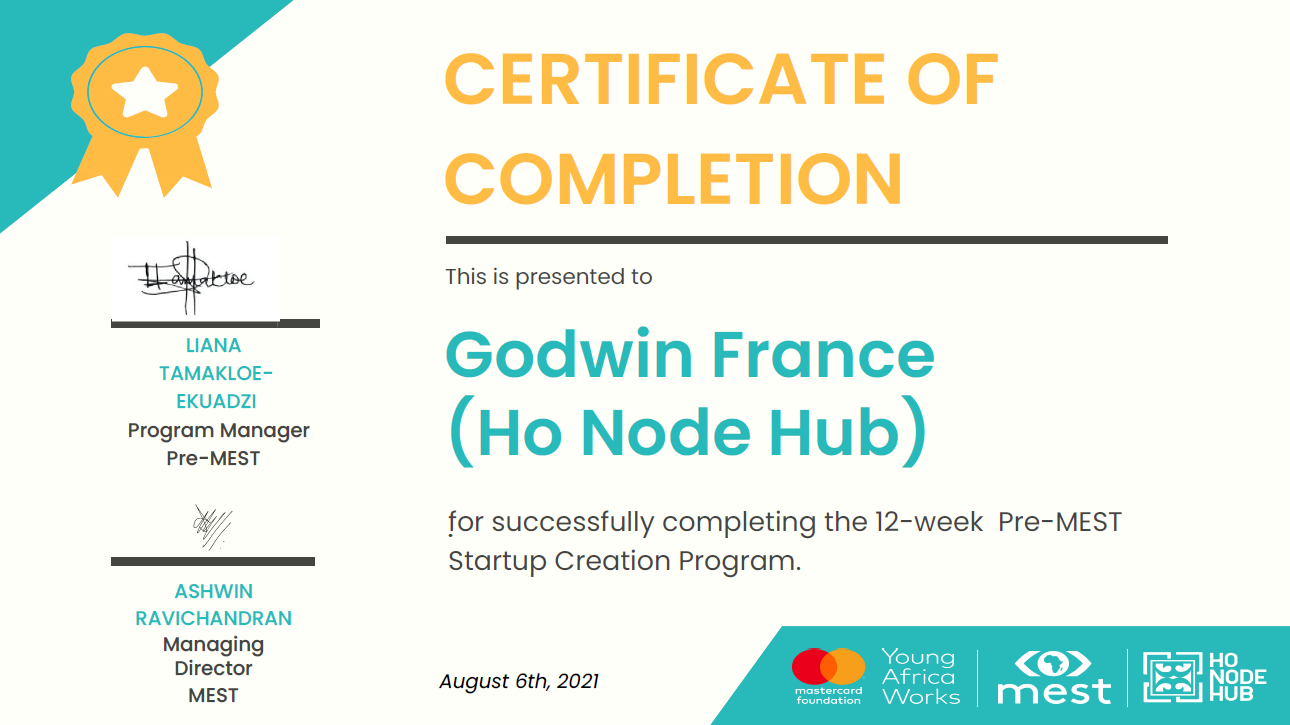 CERTIFICATE OF
COMPLETION
This is presented to
Godwin France
(Ho Node Hub)
for successfully completing the 12-week Pre-MEST
Startup Creation Program.
LIANA
TAMAKLOE-
EKUADZI
Program Manager
Pre-MEST
ASHWIN
RAVICHANDRAN
Managing
Director
MEST
August 6th, 2021
mastercard
foundation
Young
Africa
Works
mest
HO
NODE
HUB